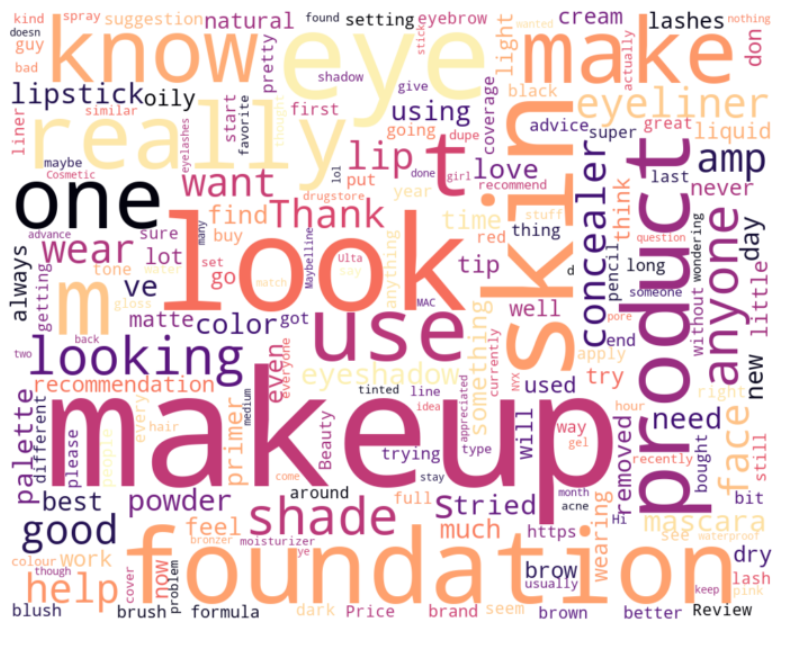 kind
spray
suggestion
natural
found
setting
eyebrow
cream
lashes
nothing
doesn
guy
bad
know
pretty
eye
shadow
stick
light
wanted
make
actually
don
lipstick
oily
give
black
eyeliner
liner
similar
really
start
favorite
thought
first
using
coverage
advice
super
great
liquid
eyelashes
going
dupe
maybe
Cosmetic
want
lol
lip
t
done
girl
love
recommend
skin
concealer
product
amp
last
never
one
put
year
drugstore
think
find
Thank
time
stuff
thing
question
wondering
anyone
day
advance
sure
many
look
red
pencil
wear
lot
buy
Maybelline
anything
Ulta
say
tip
d
long
someone
always
getting
tone
water
set
go
match
MAC
m
ve
gloss
something
well
pore
without
little
matte
color
got
use
currently
end
back
two
looking
even
everyone
eyeshadow
apply
new
recommendation
tinted
line
NYX
used
try
right
palette
different
makeup
every
hair
primer
medium
Beauty
idea
appreciated
will
way
gel
hour
removed
need
face
still
please
people
trying
type
recently
bought
come
stay
best
powder
around
full
Stried
month
acne
wearing
Hi
bit
good
shade
feel
much
https
mascara
see
waterproof
colour
work
bronzer
moisturizer
ye
foundation
brow
usually
dry
though
help
cover
now
problem
lash
keep
pink
blush
brush
formula
dark
Price
brand
seem
brown
better
Review